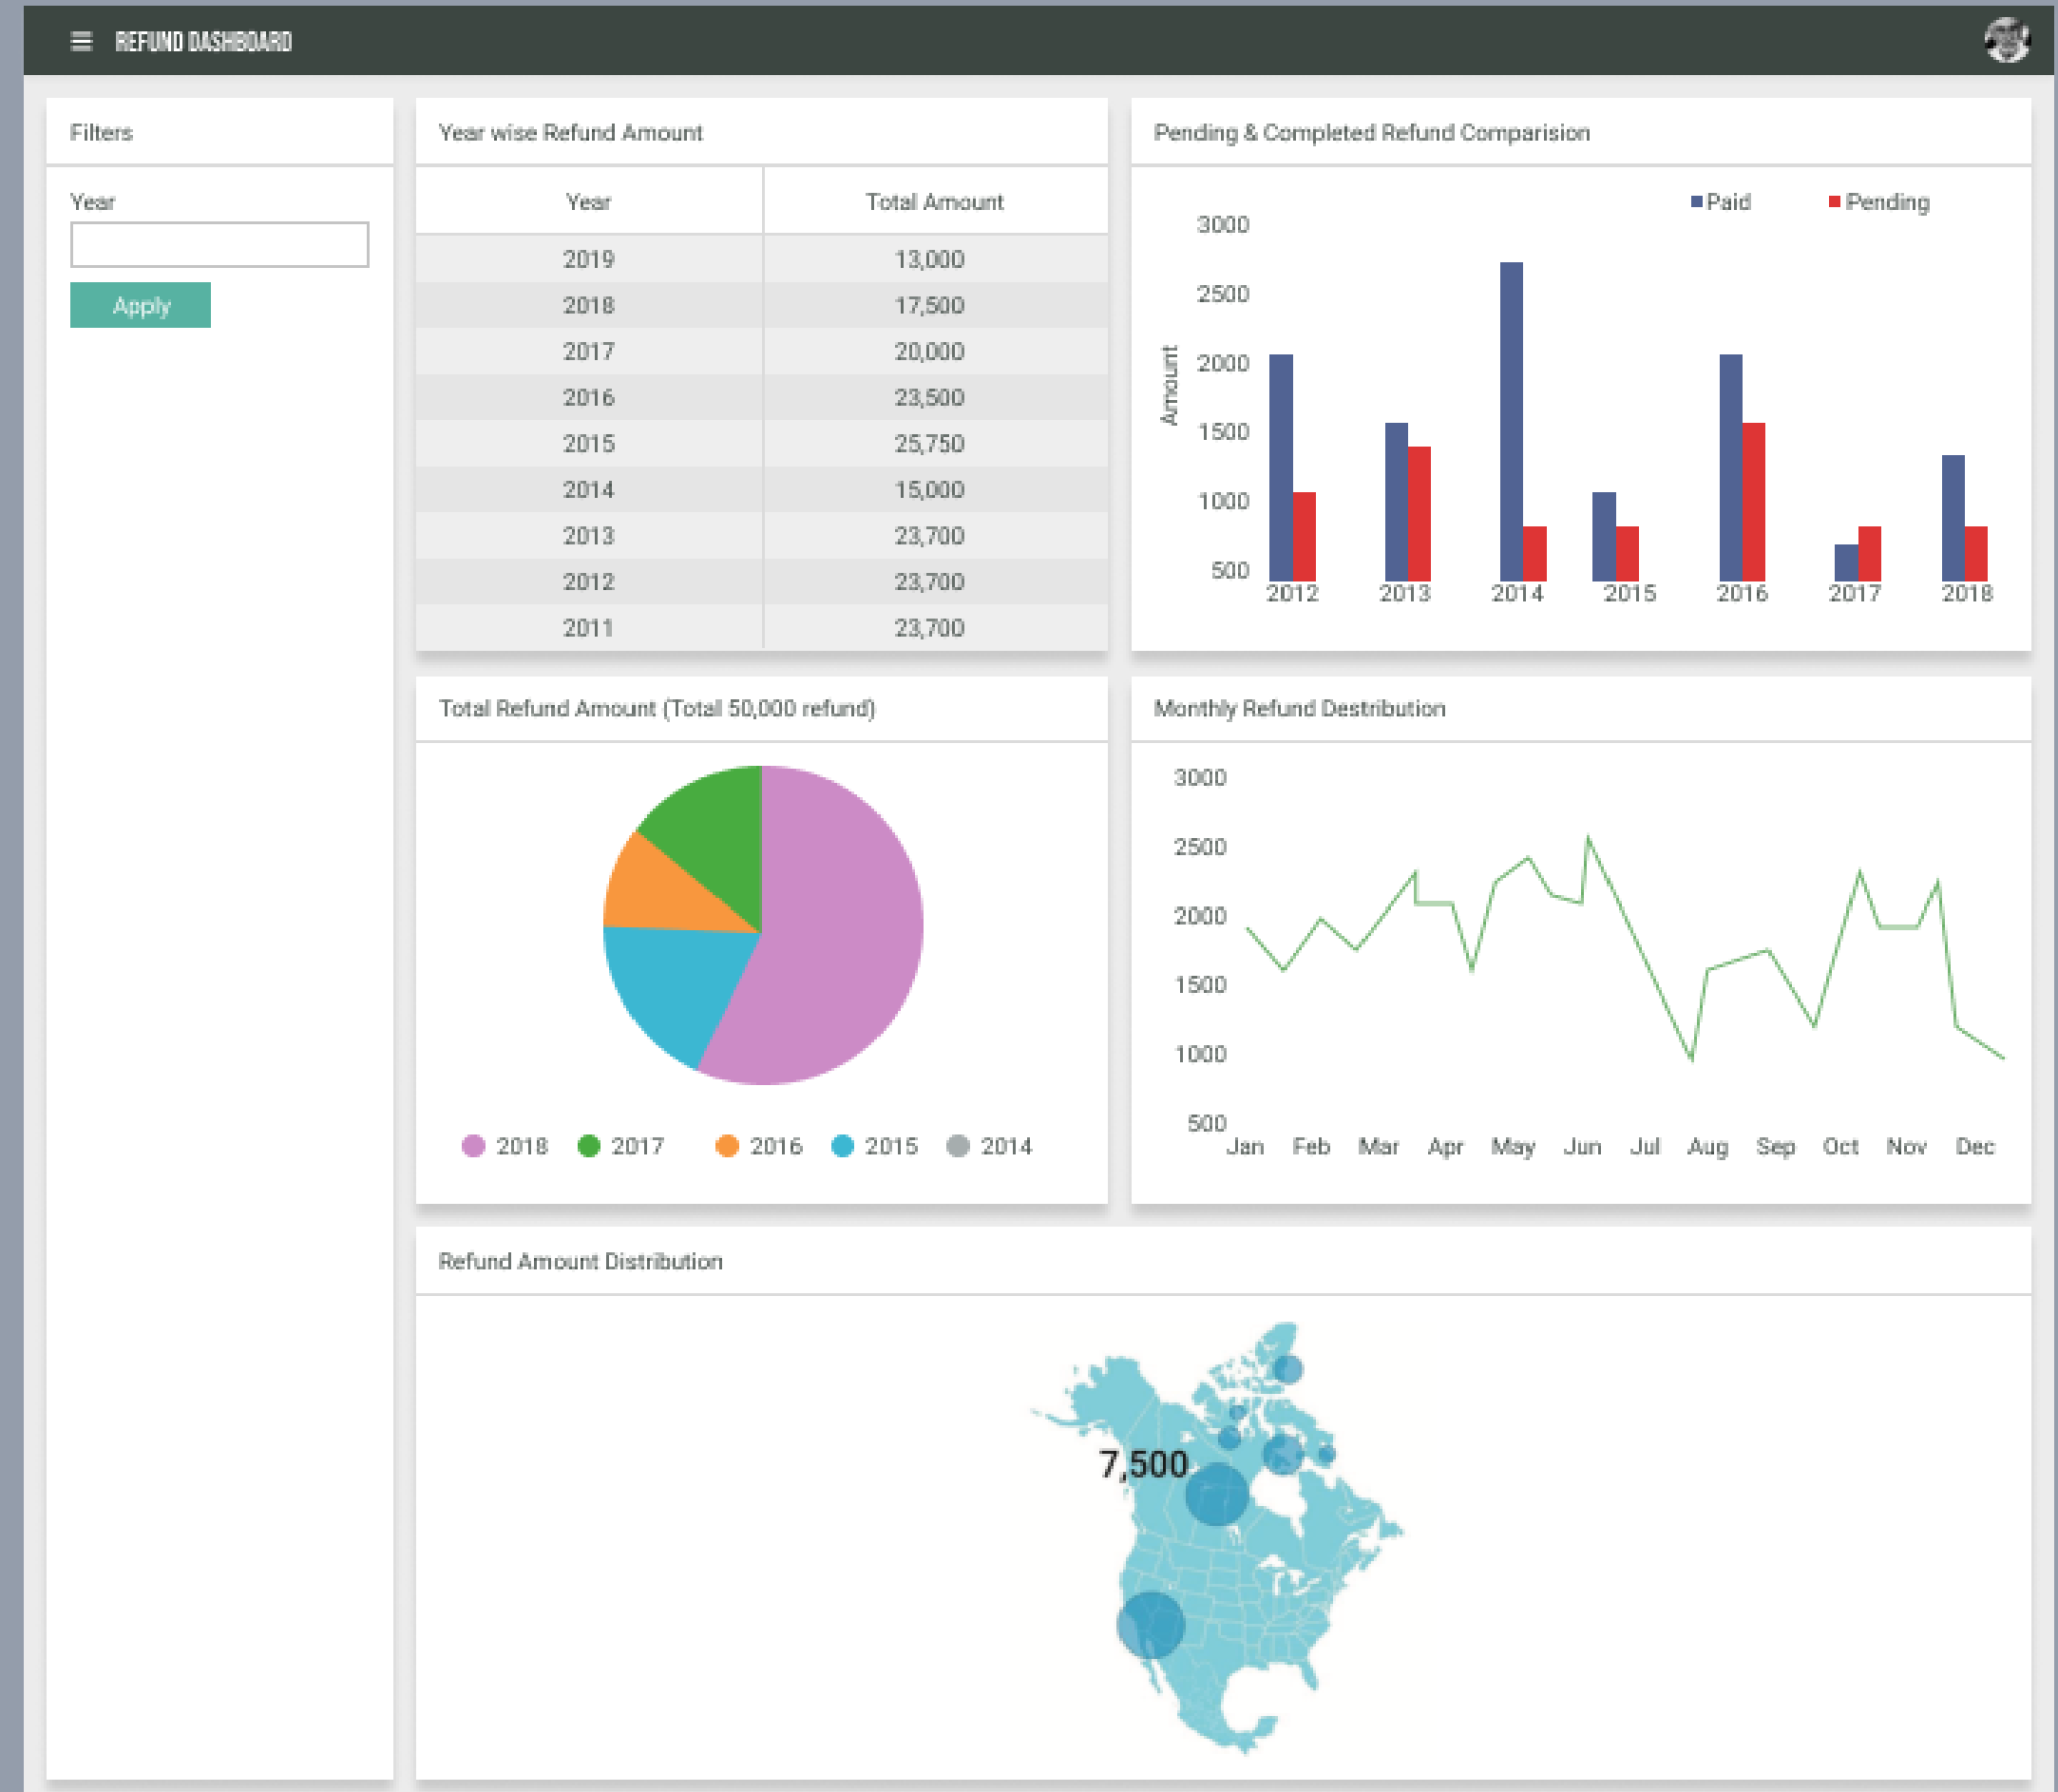 REFUND DASHBOARD
Filters
Year
Apply
Year wise Refund Amount
Year Total Amount
2019 13,000
2018 17,500
2017 20,000
2016 23,500
2015 25,750
2014 15,000
2013 23,700
2012 23,700
2011 23,700
Pending & Completed Refund Comparision
Paid Pending
3000
2500
2000
1500
1000
500
Amount
2012 2013 2014 2015 2016 2017 2018
Total Refund Amount (Total 50,000 refund)
2018 2017 2016 2015 2014
Monthly Refund Destribution
3000
2500
2000
1500
1000
500
Jan Feb Mar Apr May Jun Jul Aug Sep Oct Nov Dec
Refund Amount Distribution
7,500